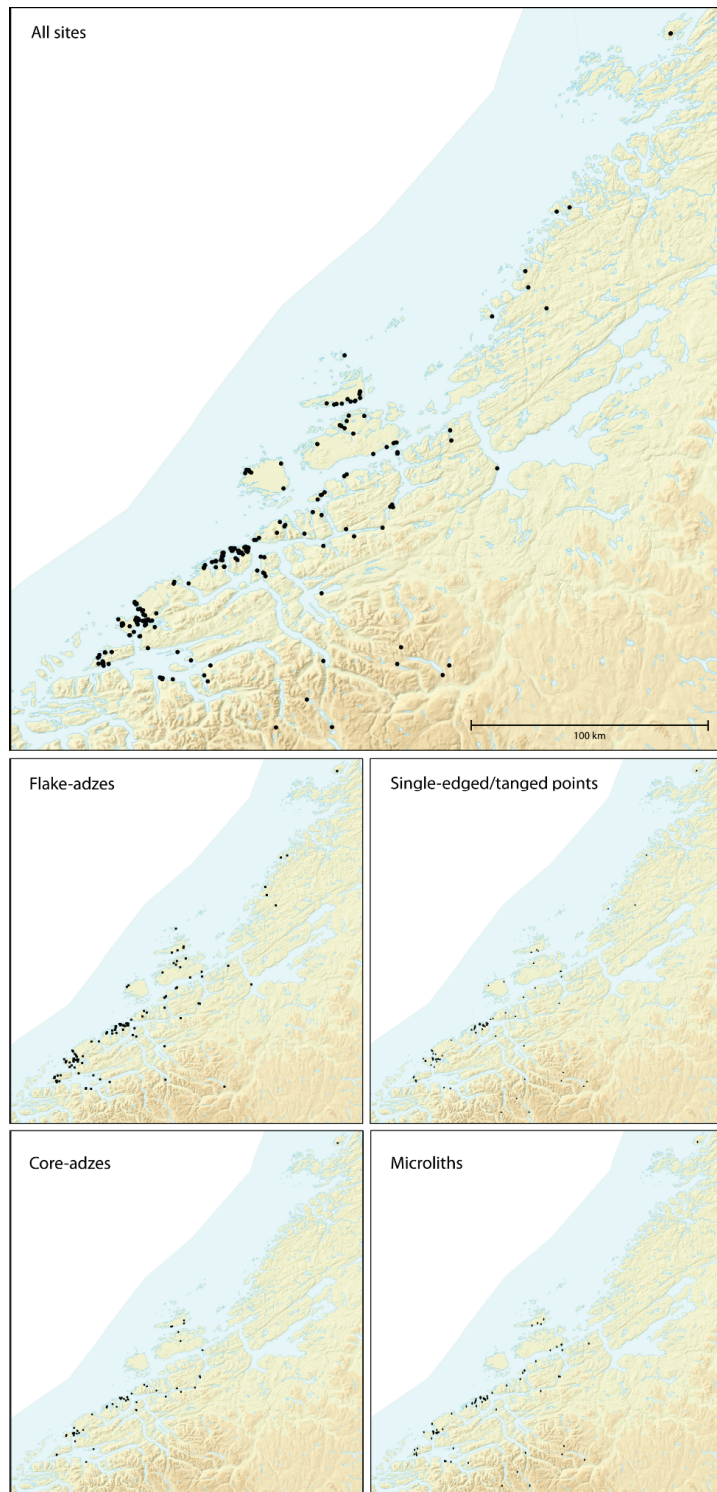 All sites
100 km
Flake-adzes
Single-edged/tanged points
Core-adzes
Microliths